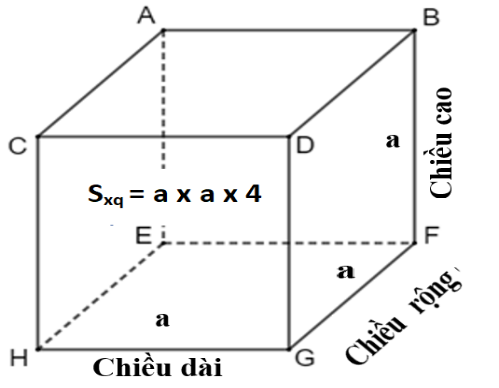 A
B
C
D
a
Chiều cao
Sxq = a x a x 4
E
F
a
a
Chiều rộng
H
G
Chiều dài